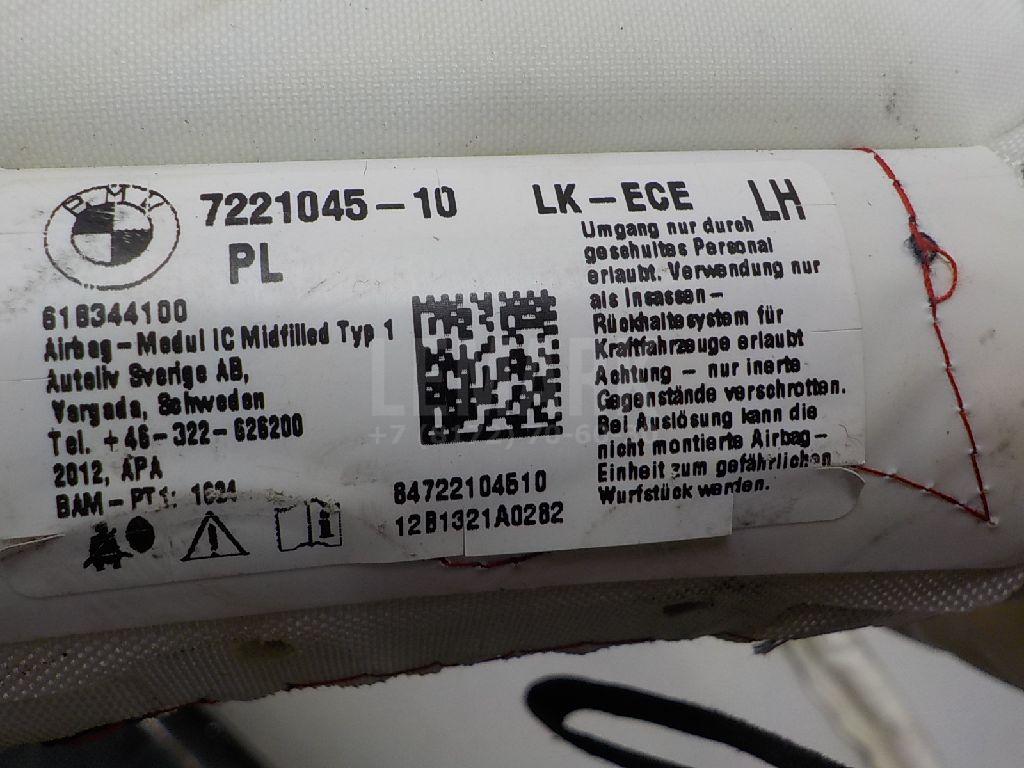 BMW
7221045-10 LK-ECE LH
PL
618344100
Airbag-Modul IC Midfilled Typ 1
Autoliv Sverige AB,
Vargada, Schweden
Tel. +46-322-626200
2012, APA
BAM-PT1:
84722104510
12B1321A0282
Umgang nur durch
geschultes Personal
erlaubt. Verwendung nur
als Insassen-
Rückhaltesystem für
Kraftfahrzeuge erlaubt
Achtung - nur inerte
Gegenstände verschrotten.
Bei Auslösung kann die
nicht montierte Airbag-
Einheit zum gefährlichen
Wurfstück werden.